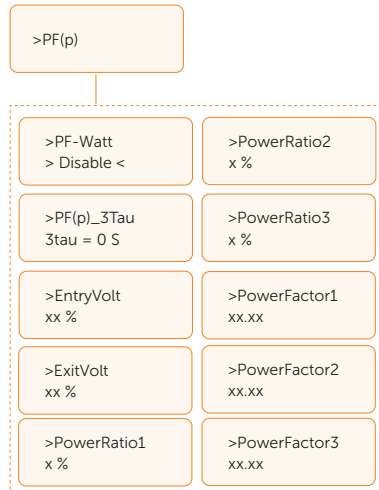 >PF(p)
>PF-Watt
> Disable <
>PF(p)_3Tau
3tau = 0 S
>EntryVolt
xx %
>ExitVolt
xx %
>PowerRatio1
x %
>PowerRatio2
x %
>PowerRatio3
x %
>PowerFactor1
xx.xx
>PowerFactor2
xx.xx
>PowerFactor3
xx.xx